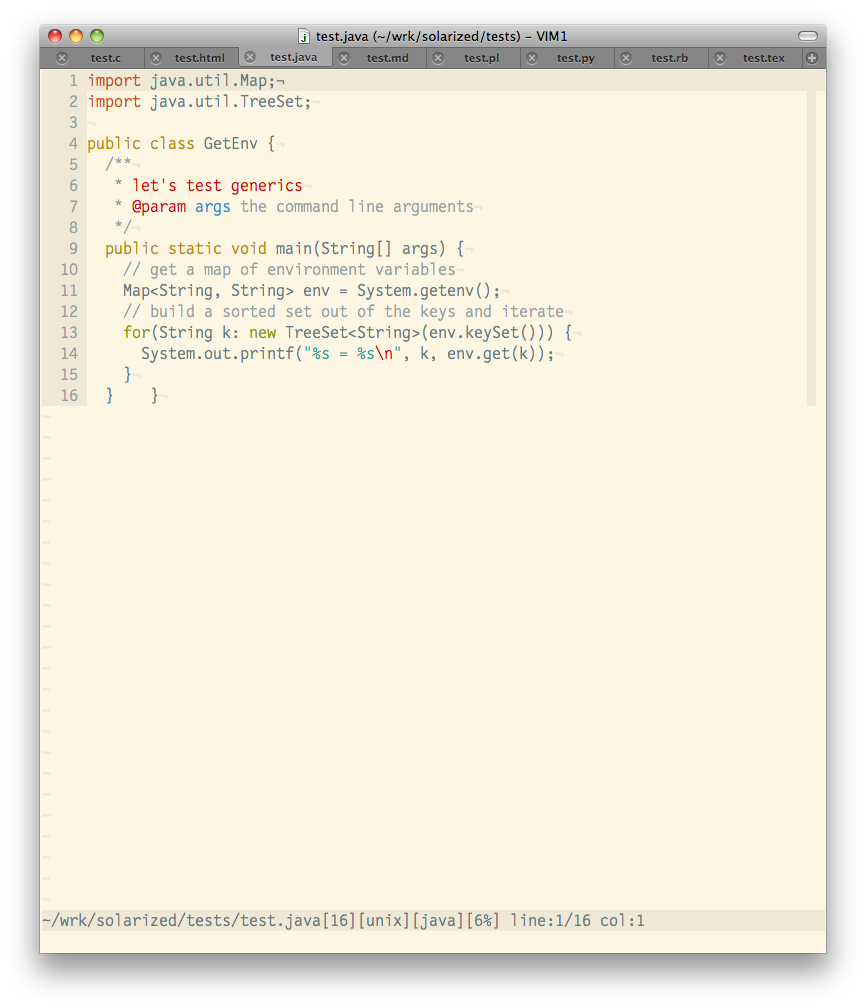 test.java (~/wrk/solarized/tests) – VIM1
test.c test.html test.java test.md test.pl test.py test.rb test.tex
1 import java.util.Map;¬
2 import java.util.TreeSet;¬
3 ¬
4 public class GetEnv {¬
5   /**¬
6    * let's test generics¬
7    * @param args the command line arguments¬
8    */¬
9   public static void main(String[] args) {¬
10     // get a map of environment variables¬
11     Map<String, String> env = System.getenv();¬
12     // build a sorted set out of the keys and iterate¬
13     for(String k: new TreeSet<String>(env.keySet())) {¬
14       System.out.printf("%s = %s\n", k, env.get(k));¬
15     }¬
16   }    }¬
~/wrk/solarized/tests/test.java[16][unix][java][6%] line:1/16 col:1